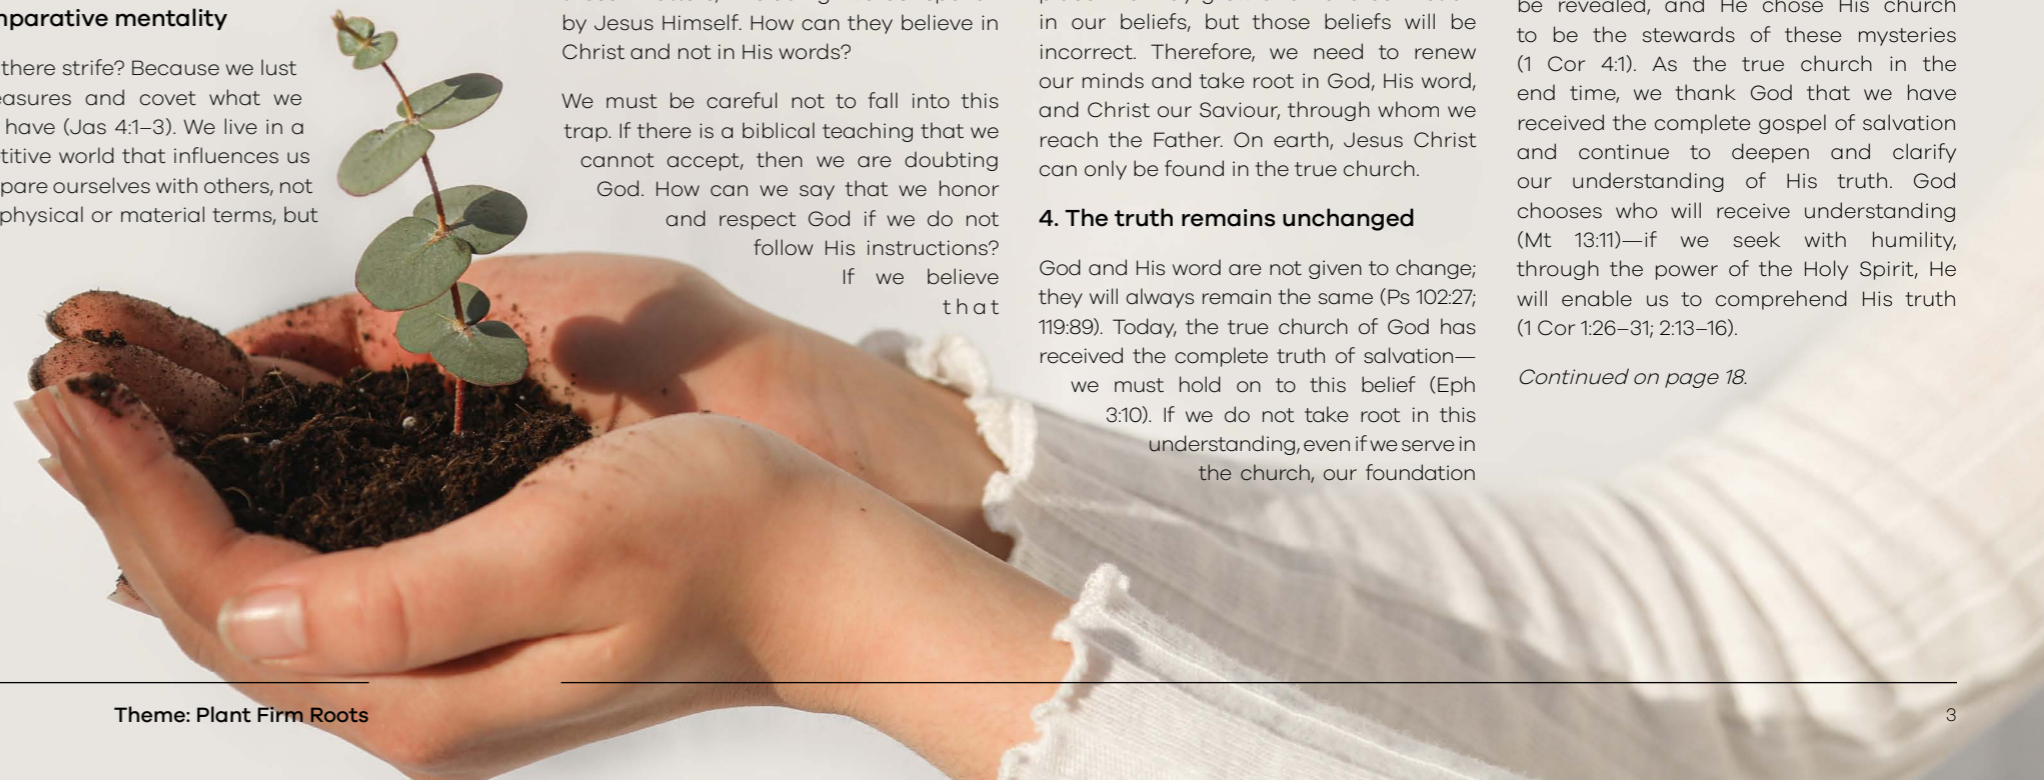 mparative mentality
there strife? Because we lust
easures and covet what we
have (Jas 4:1–3). We live in a
titive world that influences us
pare ourselves with others, not
physical or material terms, but
by Jesus Himself. How can they believe in
Christ and not in His words?
We must be careful not to fall into this
trap. If there is a biblical teaching that we
cannot accept, then we are doubting
God. How can we say that we honor
and respect God if we do not
follow His instructions?
If we believe
that
in our beliefs, but those beliefs will be
incorrect. Therefore, we need to renew
our minds and take root in God, His word,
and Christ our Saviour, through whom we
reach the Father. On earth, Jesus Christ
can only be found in the true church.
4. The truth remains unchanged
God and His word are not given to change;
they will always remain the same (Ps 102:27;
119:89). Today, the true church of God has
received the complete truth of salvation—
we must hold on to this belief (Eph
3:10). If we do not take root in this
understanding, even if we serve in
the church, our foundation
be revealed, and He chose His church
to be the stewards of these mysteries
(1 Cor 4:1). As the true church in the
end time, we thank God that we have
received the complete gospel of salvation
and continue to deepen and clarify
our understanding of His truth. God
chooses who will receive understanding
(Mt 13:11)—if we seek with humility,
through the power of the Holy Spirit, He
will enable us to comprehend His truth
(1 Cor 1:26–31; 2:13–16).
Continued on page 18.
Theme: Plant Firm Roots
3